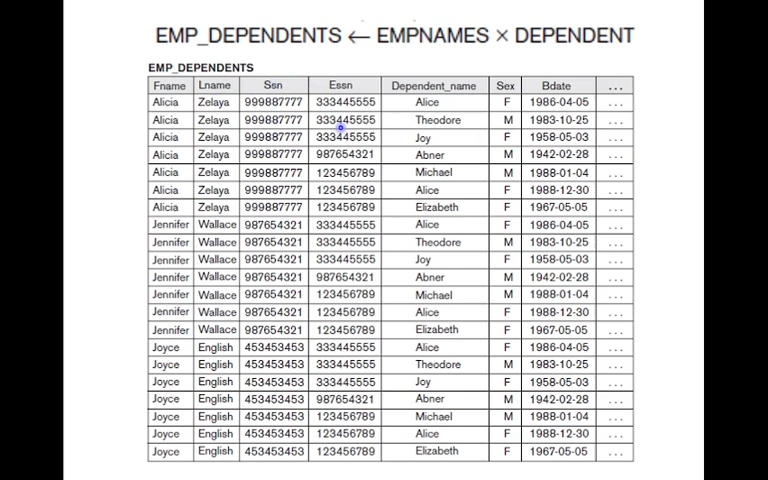 EMP_DEPENDENTS ← EMPNAMES × DEPENDENT
EMP_DEPENDENTS
Fname Lname Ssn Essn Dependent_name Sex Bdate ...
Alicia Zelaya 999887777 333445555 Alice F 1986-04-05 ...
Alicia Zelaya 999887777 333445555 Theodore M 1983-10-25 ...
Alicia Zelaya 999887777 333445555 Joy F 1958-05-03 ...
Alicia Zelaya 999887777 987654321 Abner M 1942-02-28 ...
Alicia Zelaya 999887777 123456789 Michael M 1988-01-04 ...
Alicia Zelaya 999887777 123456789 Alice F 1988-12-30 ...
Alicia Zelaya 999887777 123456789 Elizabeth F 1967-05-05 ...
Jennifer Wallace 987654321 333445555 Alice F 1986-04-05 ...
Jennifer Wallace 987654321 333445555 Theodore M 1983-10-25 ...
Jennifer Wallace 987654321 333445555 Joy F 1958-05-03 ...
Jennifer Wallace 987654321 987654321 Abner M 1942-02-28 ...
Jennifer Wallace 987654321 123456789 Michael M 1988-01-04 ...
Jennifer Wallace 987654321 123456789 Alice F 1988-12-30 ...
Jennifer Wallace 987654321 123456789 Elizabeth F 1967-05-05 ...
Joyce English 453453453 333445555 Alice F 1986-04-05 ...
Joyce English 453453453 333445555 Theodore M 1983-10-25 ...
Joyce English 453453453 333445555 Joy F 1958-05-03 ...
Joyce English 453453453 987654321 Abner M 1942-02-28 ...
Joyce English 453453453 123456789 Michael M 1988-01-04 ...
Joyce English 453453453 123456789 Alice F 1988-12-30 ...
Joyce English 453453453 123456789 Elizabeth F 1967-05-05 ...